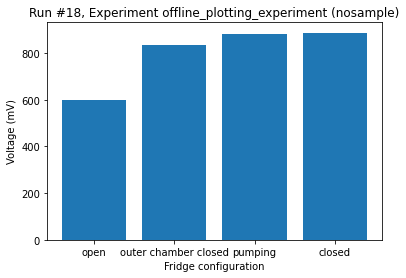 Run #18, Experiment offline_plotting_experiment (nosample)
Voltage (mV)
800
600
400
200
0
open outer chamber closed pumping closed
Fridge configuration